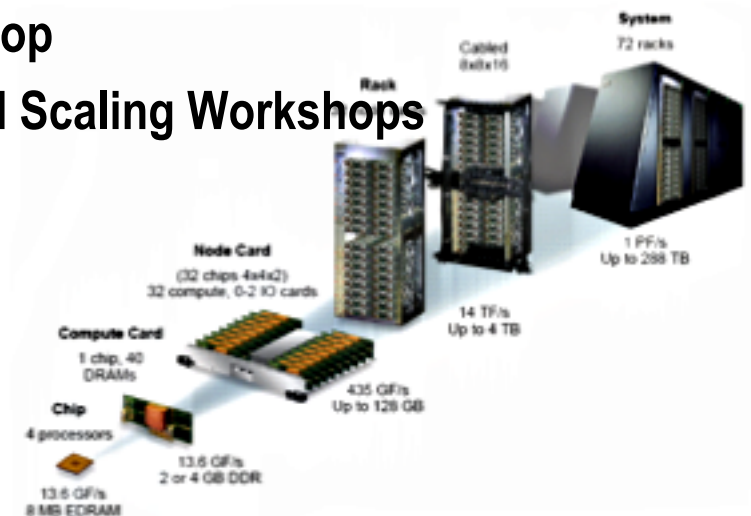 op
l Scaling Workshops
System
72 racks
Cabled
8x8x16
Rack
1 PF/s
Up to 288 TB
Node Card
(32 chips 4x4x2)
32 compute, 0-2 IO cards
14 TF/s
Up to 4 TB
Compute Card
1 chip, 40
DRAMs
435 GF/s
Up to 128 GB
Chip
4 processors
13.6 GF/s
2 or 4 GB DDR
13.6 GF/s
8 MB EDRAM